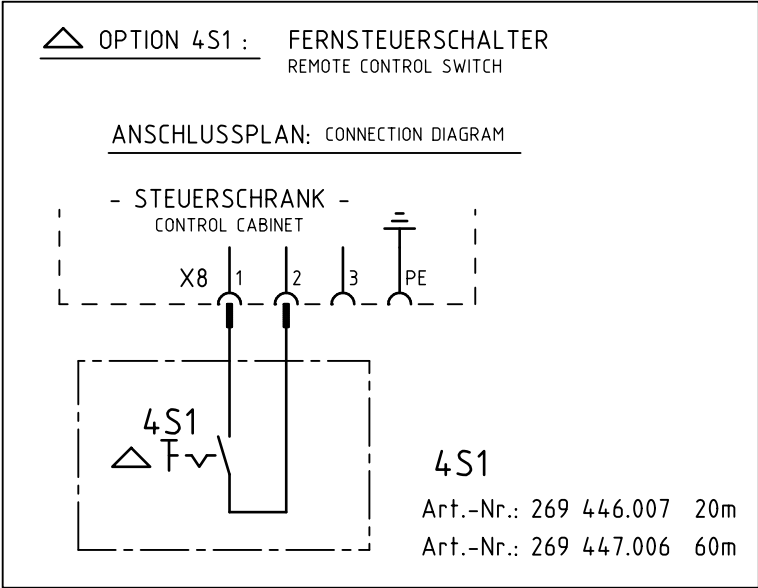 OPTION 4S1 : FERNSTEUERSCHALTER
REMOTE CONTROL SWITCH
ANSCHLUSSPLAN: CONNECTION DIAGRAM
- STEUERSCHRANK -
CONTROL CABINET
X8 1 2 3 PE
4S1
4S1
Art.-Nr.: 269 446.007 20m
Art.-Nr.: 269 447.006 60m